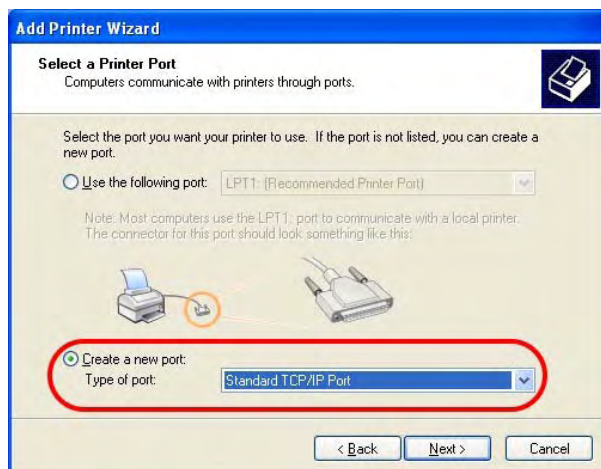 Add Printer Wizard
Select a Printer Port
Computers communicate with printers through ports.
Select the port you want your printer to use. If the port is not listed, you can create a
new port.
Use the following port: LPT1: (Recommended Printer Port)
Note: Most computers use the LPT1: port to communicate with a local printer.
The connector for this port should look something like this:
Create a new port:
Type of port: Standard TCP/IP Port
< Back Next > Cancel